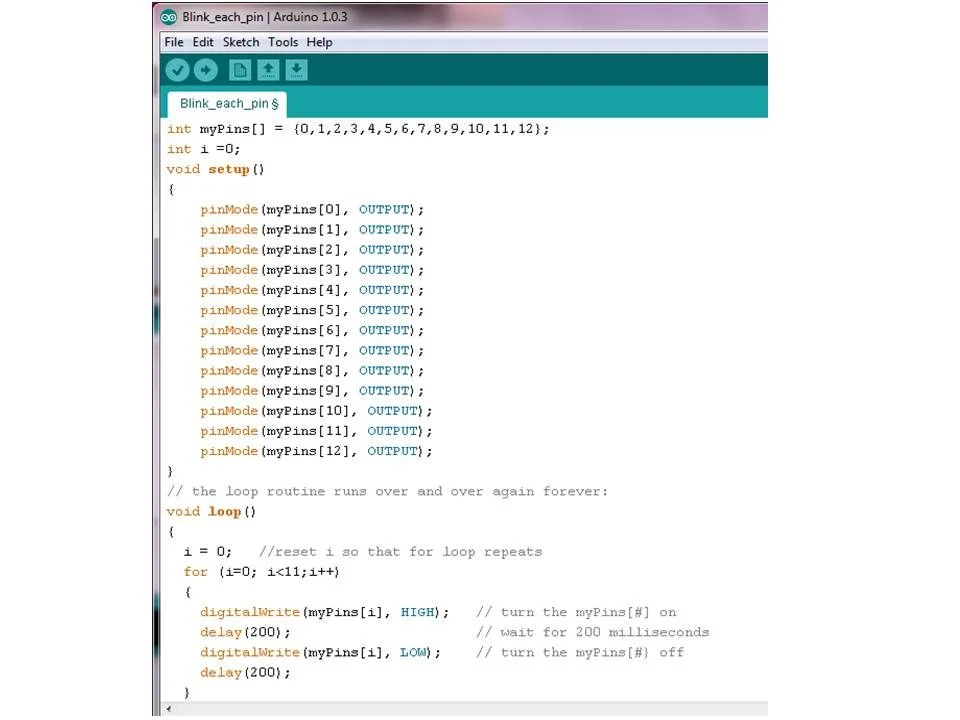 Blink_each_pin | Arduino 1.0.3
File Edit Sketch Tools Help
Blink_each_pin §
int myPins[] = {0,1,2,3,4,5,6,7,8,9,10,11,12};
int i =0;
void setup()
{
    pinMode(myPins[0], OUTPUT);
    pinMode(myPins[1], OUTPUT);
    pinMode(myPins[2], OUTPUT);
    pinMode(myPins[3], OUTPUT);
    pinMode(myPins[4], OUTPUT);
    pinMode(myPins[5], OUTPUT);
    pinMode(myPins[6], OUTPUT);
    pinMode(myPins[7], OUTPUT);
    pinMode(myPins[8], OUTPUT);
    pinMode(myPins[9], OUTPUT);
    pinMode(myPins[10], OUTPUT);
    pinMode(myPins[11], OUTPUT);
    pinMode(myPins[12], OUTPUT);
}
// the loop routine runs over and over again forever:
void loop()
{
  i = 0;   //reset i so that for loop repeats
  for (i=0; i<11;i++)
  {
    digitalWrite(myPins[i], HIGH);   // turn the myPins[#] on
    delay(200);                      // wait for 200 milliseconds
    digitalWrite(myPins[i], LOW);    // turn the myPins[#} off
    delay(200);
  }